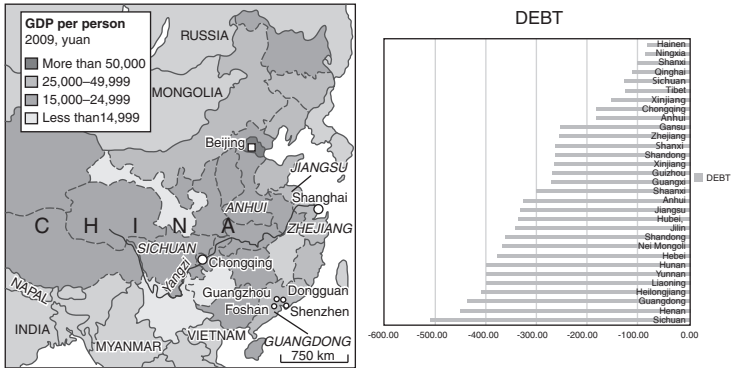 GDP per person
2009, yuan
More than 50,000
25,000–49,999
15,000–24,999
Less than14,999
RUSSIA
MONGOLIA
Beijing
JIANGSU
Shanghai
ANHUI
ZHEJIANG
C H I N A
SICHUAN
Chongqing
Yangzi
NAPAL
Guangzhou
Dongguan
Foshan
Shenzhen
INDIA
VIETNAM
GUANGDONG
MYANMAR
750 km
DEBT
Hainen
Ningxia
Shanxi
Qinghai
Sichuan
Tibet
Xinjiang
Chongqing
Anhui
Gansu
Zhejiang
Shanxi
Shandong
Xinjiang
Guizhou
Guangxi
Shaanxi
Anhui
Jiangsu
Hubei,
Jilin
Shandong
Nei Mongoli
Hebei
Hunan
Yunnan
Liaoning
Heilongjiang
Guangdong
Henan
Sichuan
DEBT
-600.00 -500.00 -400.00 -300.00 -200.00 -100.00 0.00